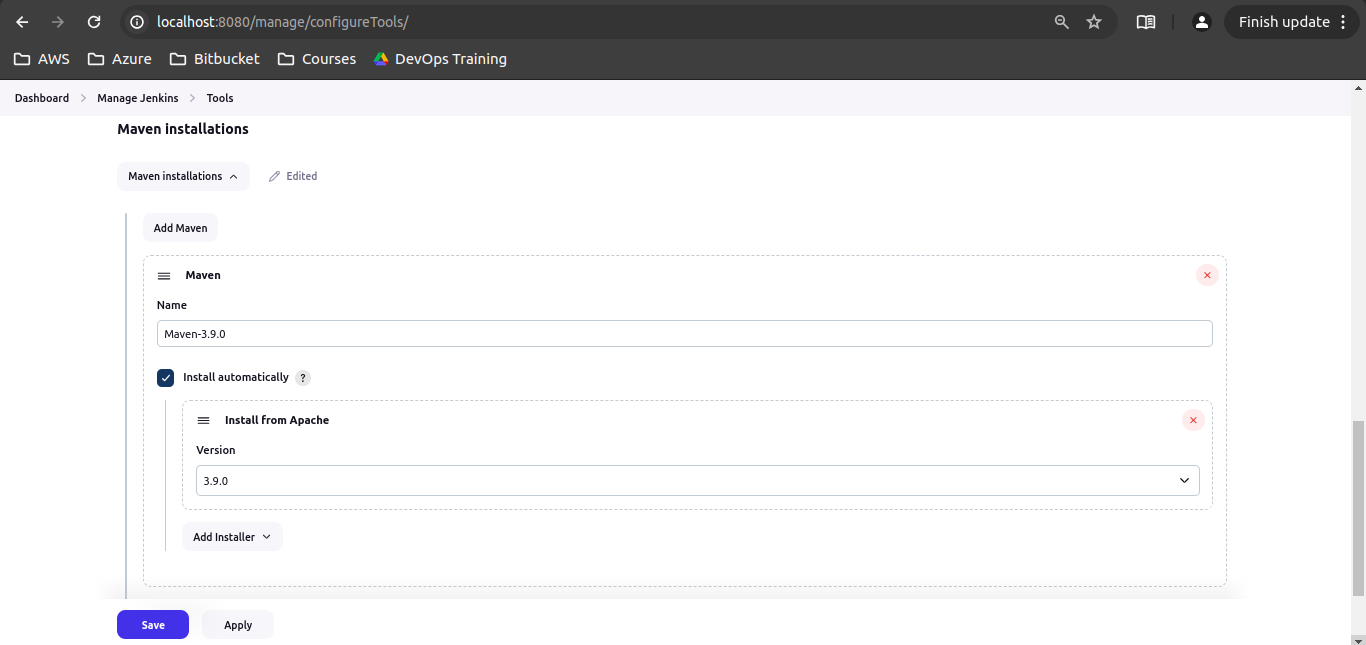 localhost:8080/manage/configureTools/
Finish update
AWS Azure Bitbucket Courses DevOps Training
Dashboard Manage Jenkins Tools
Maven installations
Maven installations Edited
Add Maven
Maven
Name
Maven-3.9.0
Install automatically ?
Install from Apache
Version
3.9.0
Add Installer
Save Apply